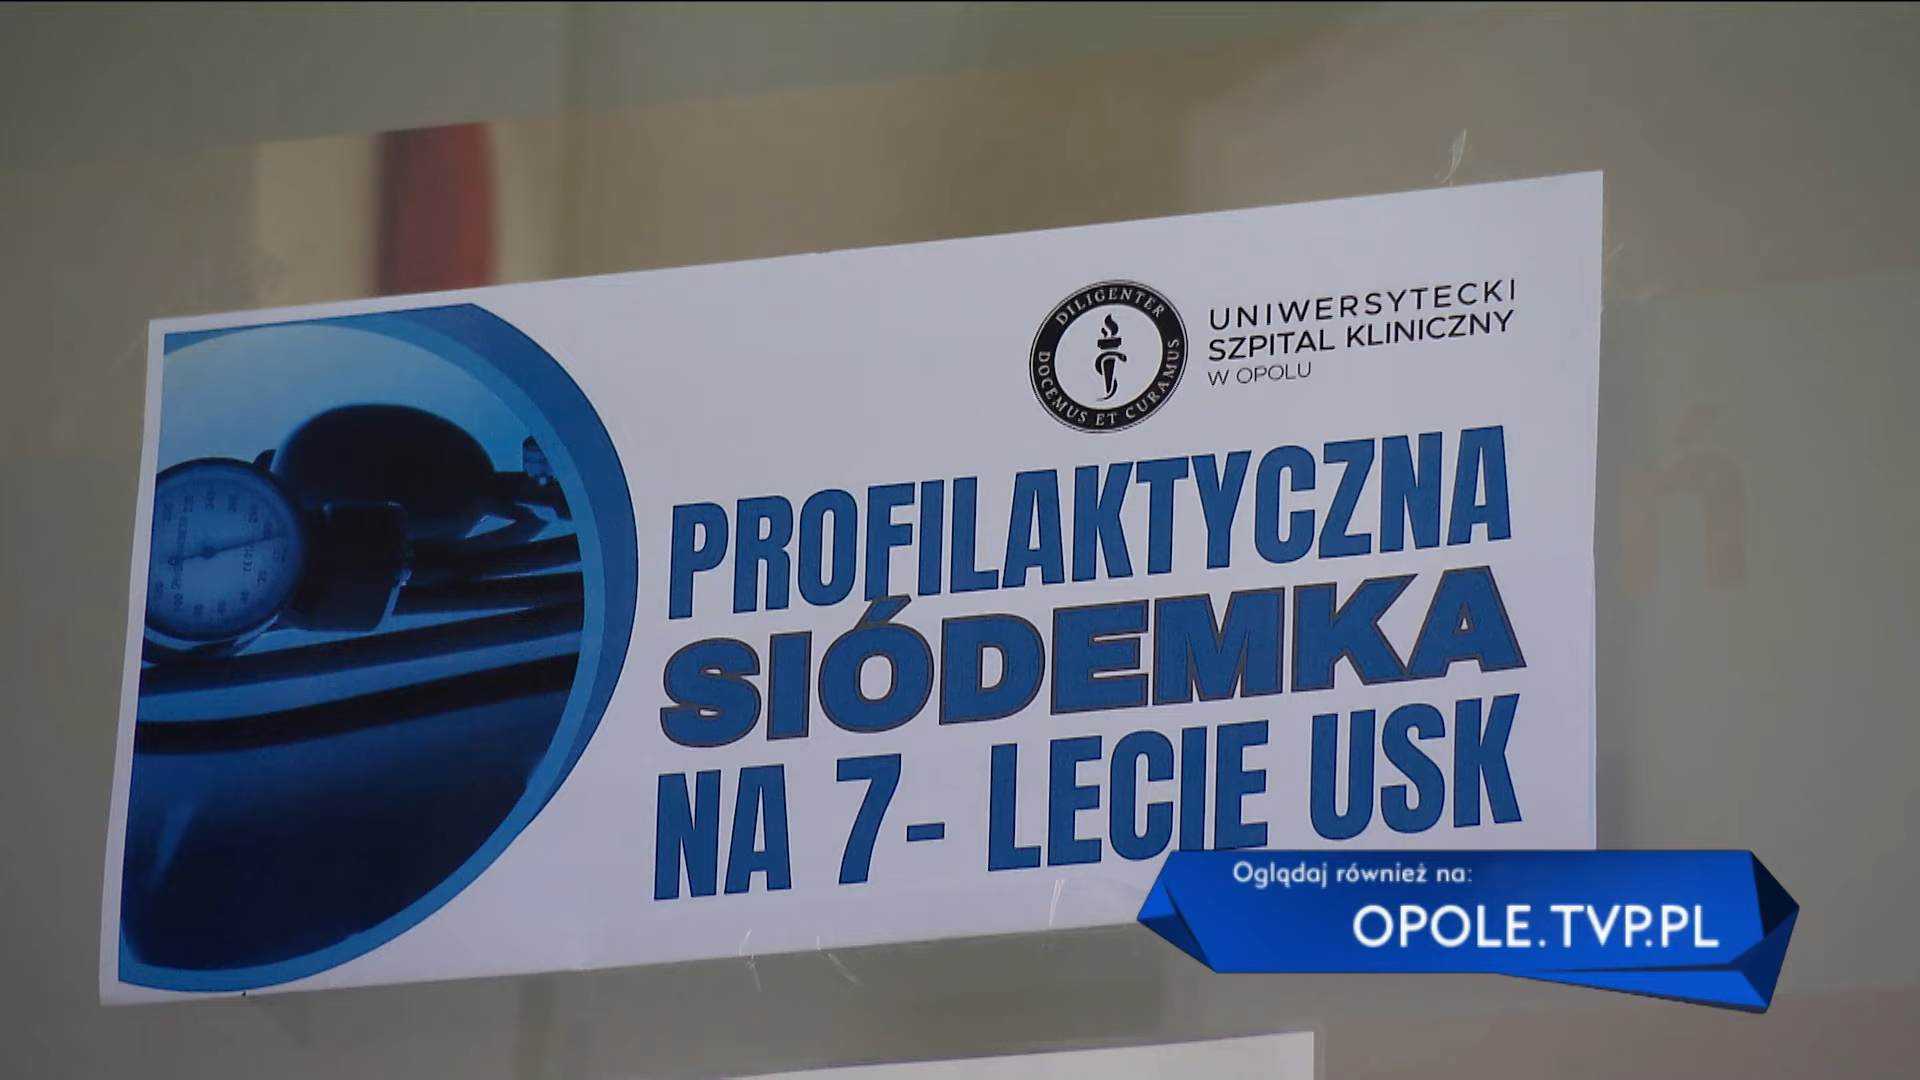 DILIGENTER
DOCEMUS ET CURAMUS
UNIWERSYTECKI
SZPITAL KLINICZNY
W OPOLU
PROFILAKTYCZNA
SIÓDEMKA
NA 7- LECIE USK
Oglądaj również na:
OPOLE.TVP.PL